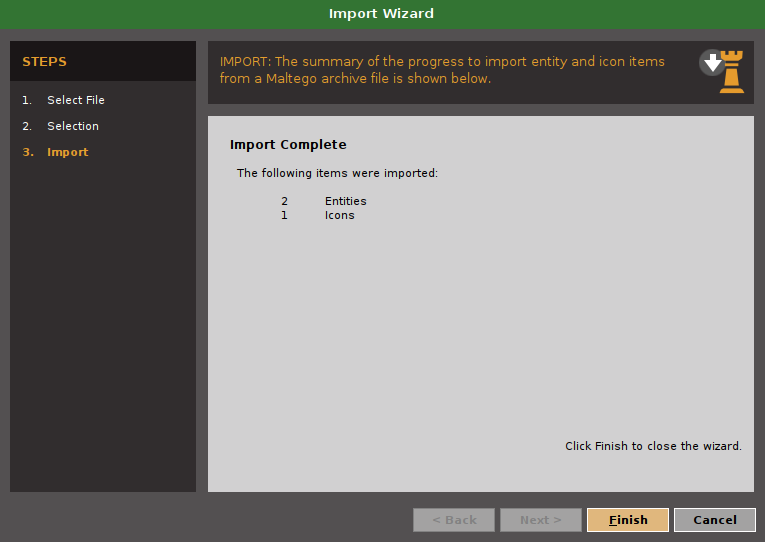 Import Wizard
STEPS
1. Select File
2. Selection
3. Import
IMPORT: The summary of the progress to import entity and icon items
from a Maltego archive file is shown below.
Import Complete
The following items were imported:
2 Entities
1 Icons
Click Finish to close the wizard.
< Back Next > Finish Cancel